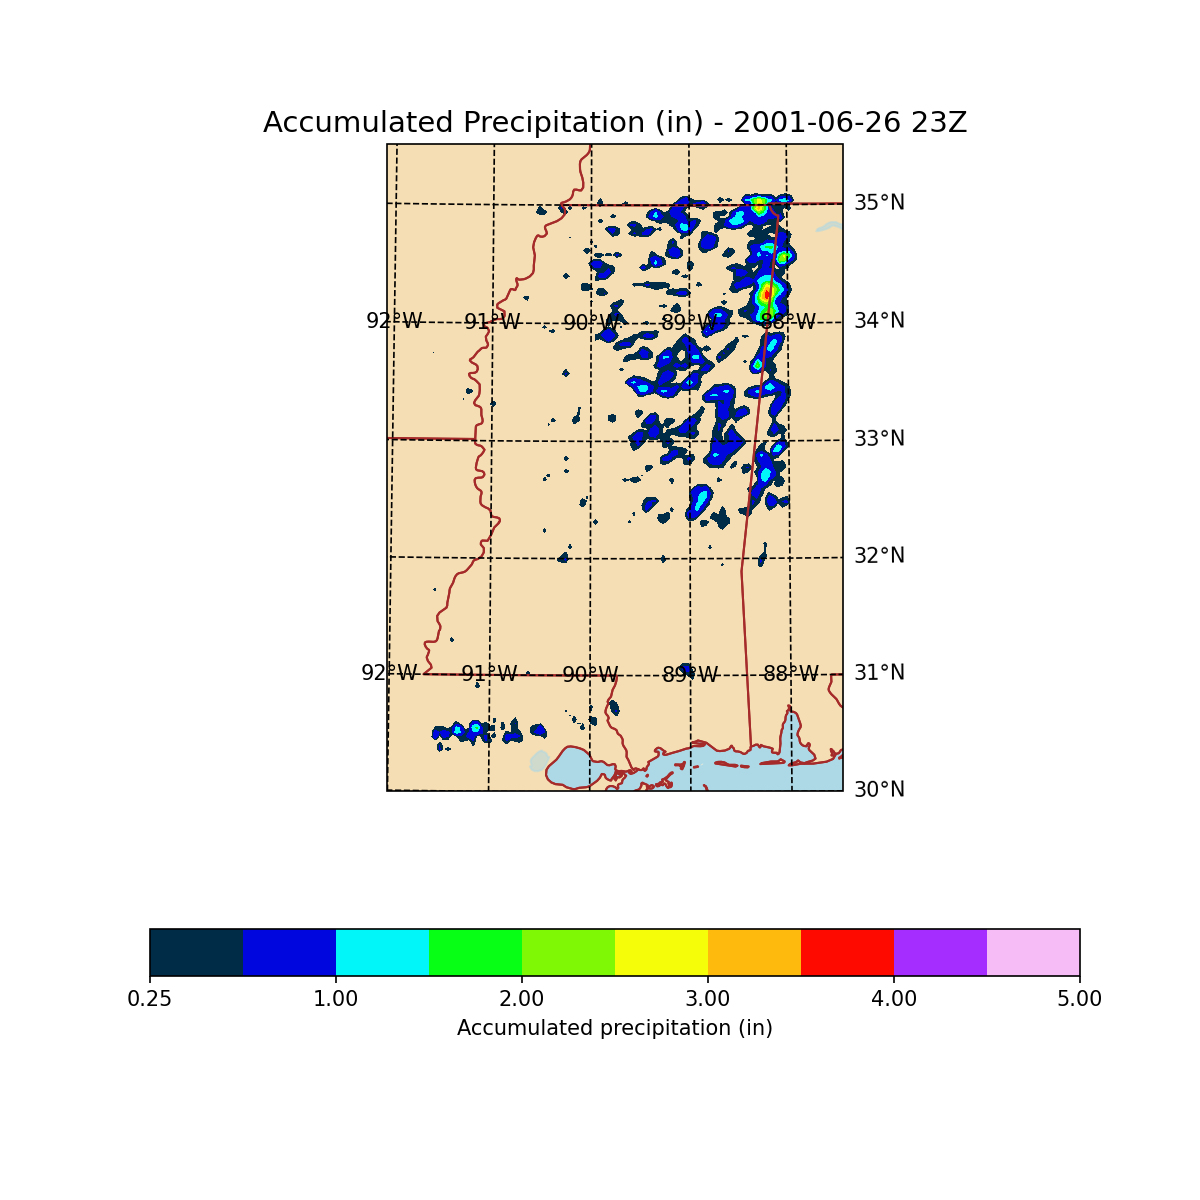 Accumulated Precipitation (in) - 2001-06-26 23Z
35°N
92°W 91°W 90°W 89°W 88°W 34°N
33°N
32°N
92°W 91°W 90°W 89°W 88°W 31°N
30°N
0.25 1.00 2.00 3.00 4.00 5.00
Accumulated precipitation (in)